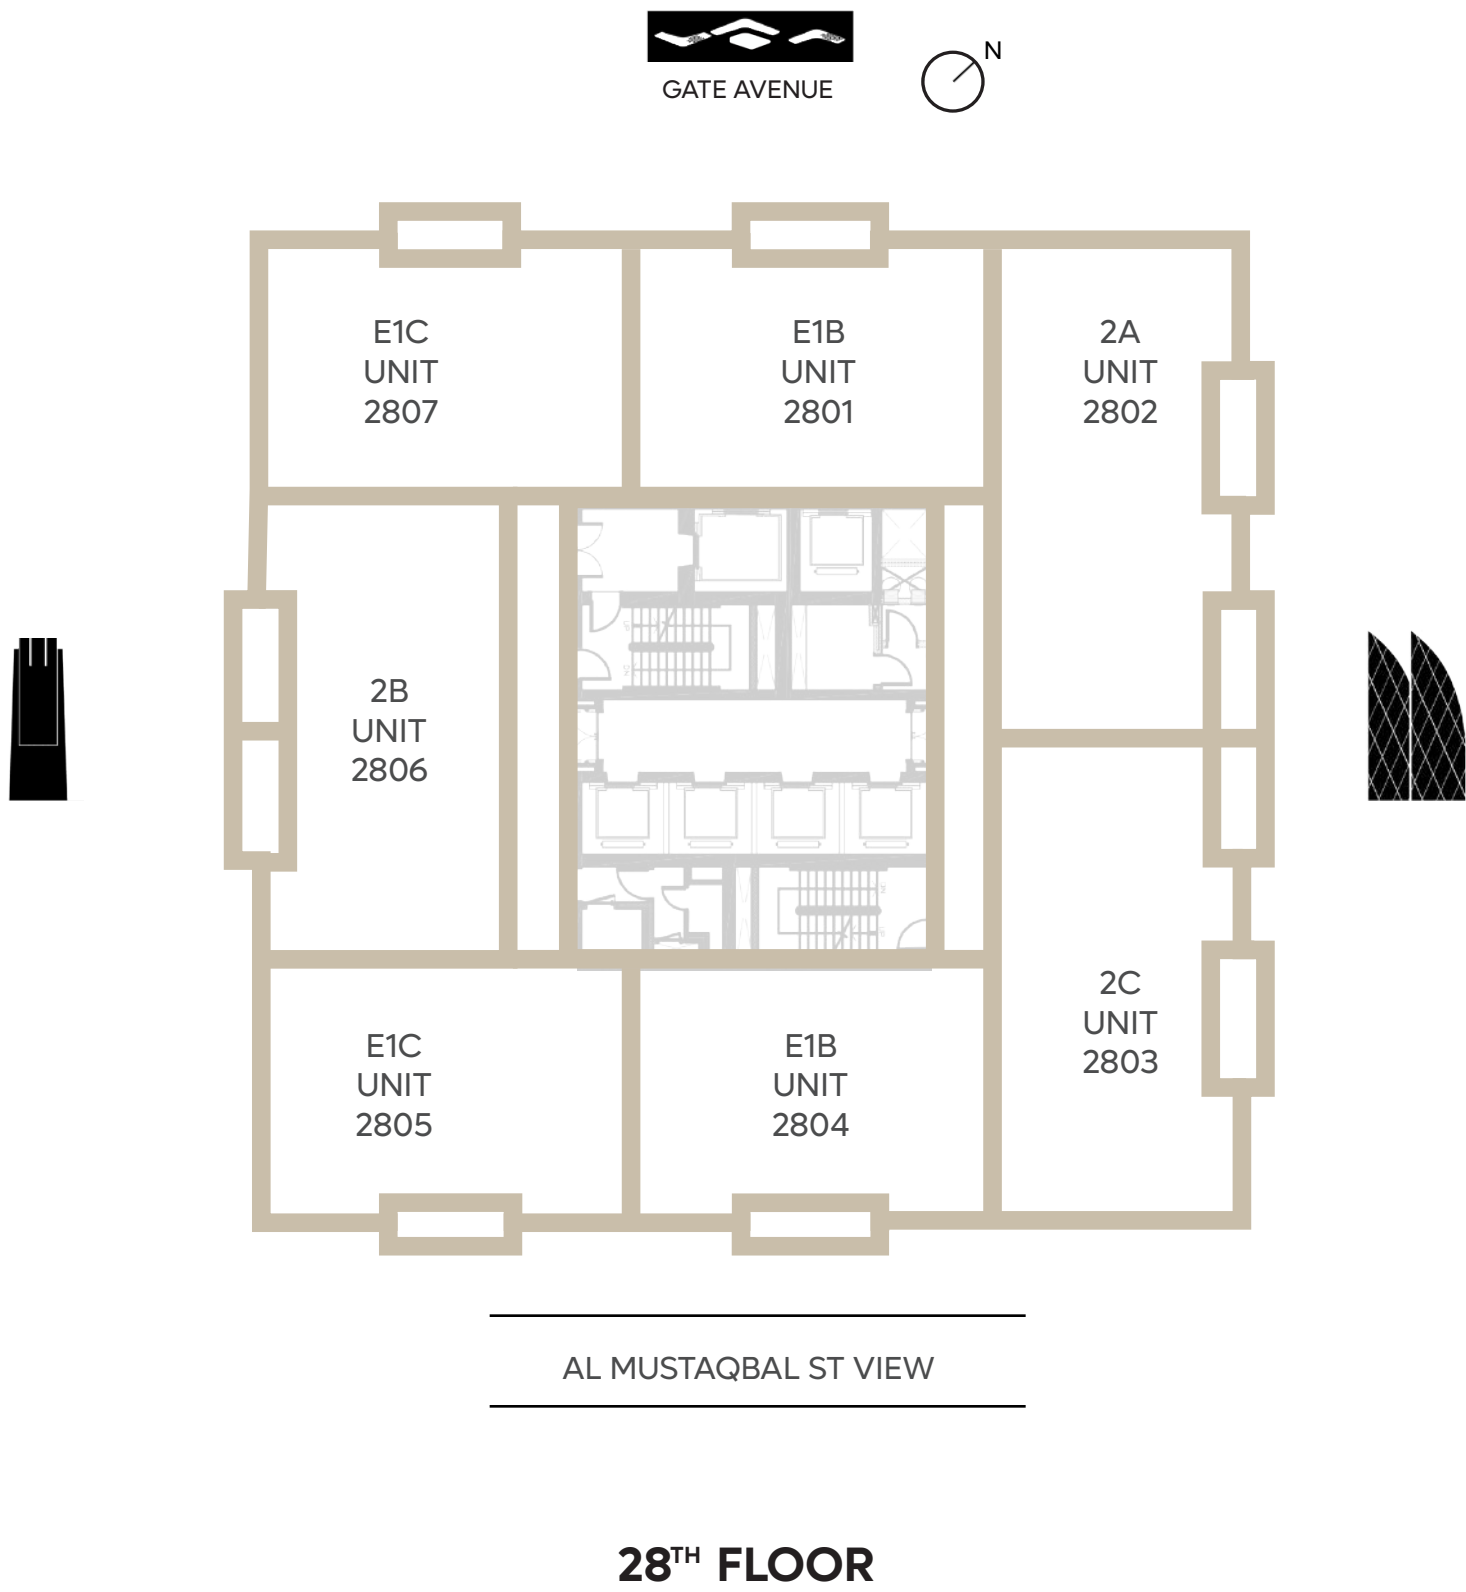 GATE AVENUE
N
E1C
UNIT
2807
E1B
UNIT
2801
2A
UNIT
2802
2B
UNIT
2806
2C
UNIT
2803
E1C
UNIT
2805
E1B
UNIT
2804
AL MUSTAQBAL ST VIEW
28TH FLOOR